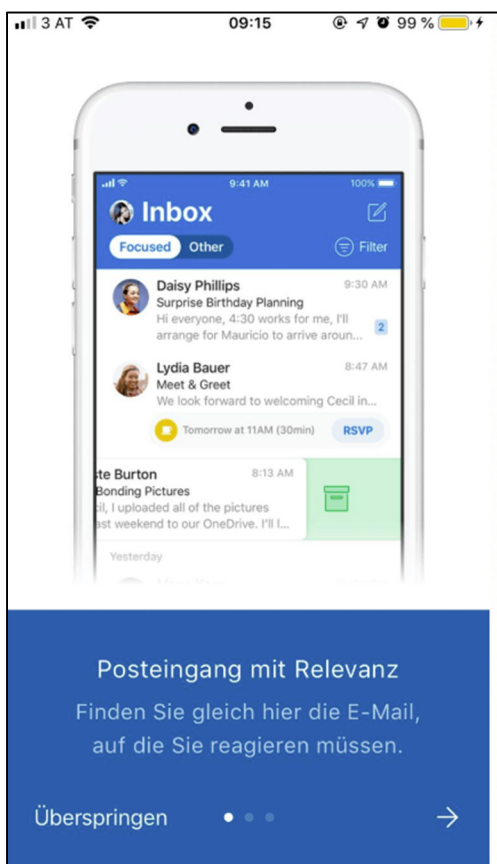 3 AT 09:15 99 %
9:41 AM 100%
Inbox
Focused Other Filter
Daisy Phillips 9:30 AM
Surprise Birthday Planning
Hi everyone, 4:30 works for me, I'll
arrange for Mauricio to arrive aroun... 2
Lydia Bauer 8:47 AM
Meet & Greet
We look forward to welcoming Cecil in...
Tomorrow at 11AM (30min) RSVP
te Burton 8:13 AM
Bonding Pictures
il, I uploaded all of the pictures
ast weekend to our OneDrive. I'll l...
Yesterday
Posteingang mit Relevanz
Finden Sie gleich hier die E-Mail,
auf die Sie reagieren müssen.
Überspringen